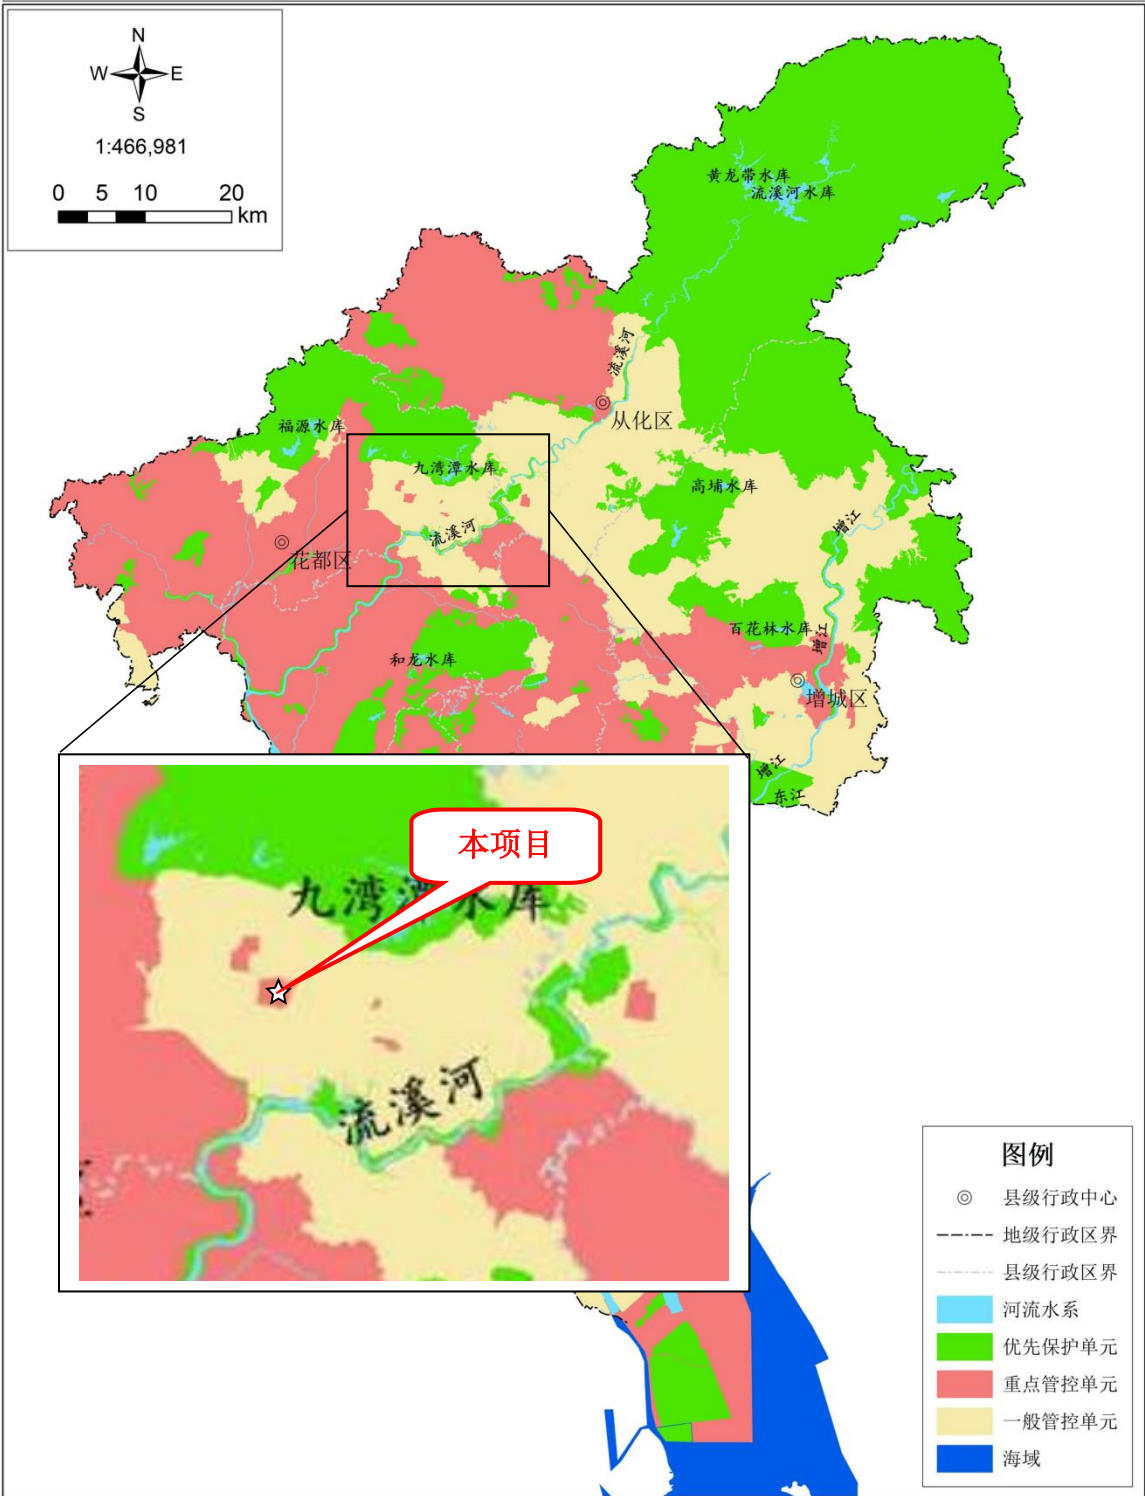 N
W E
S
1:466,981
0 5 10 20
km
黄龙带水库
流溪河水库
流溪河
从化区
福源水库
九湾潭水库
高埔水库
增江
流溪河
花都区
百花林水库
增江
和龙水库
增城区
增江
东江
本项目
九湾潭水库
流溪河
图例
县级行政中心
地级行政区界
县级行政区界
河流水系
优先保护单元
重点管控单元
一般管控单元
海域